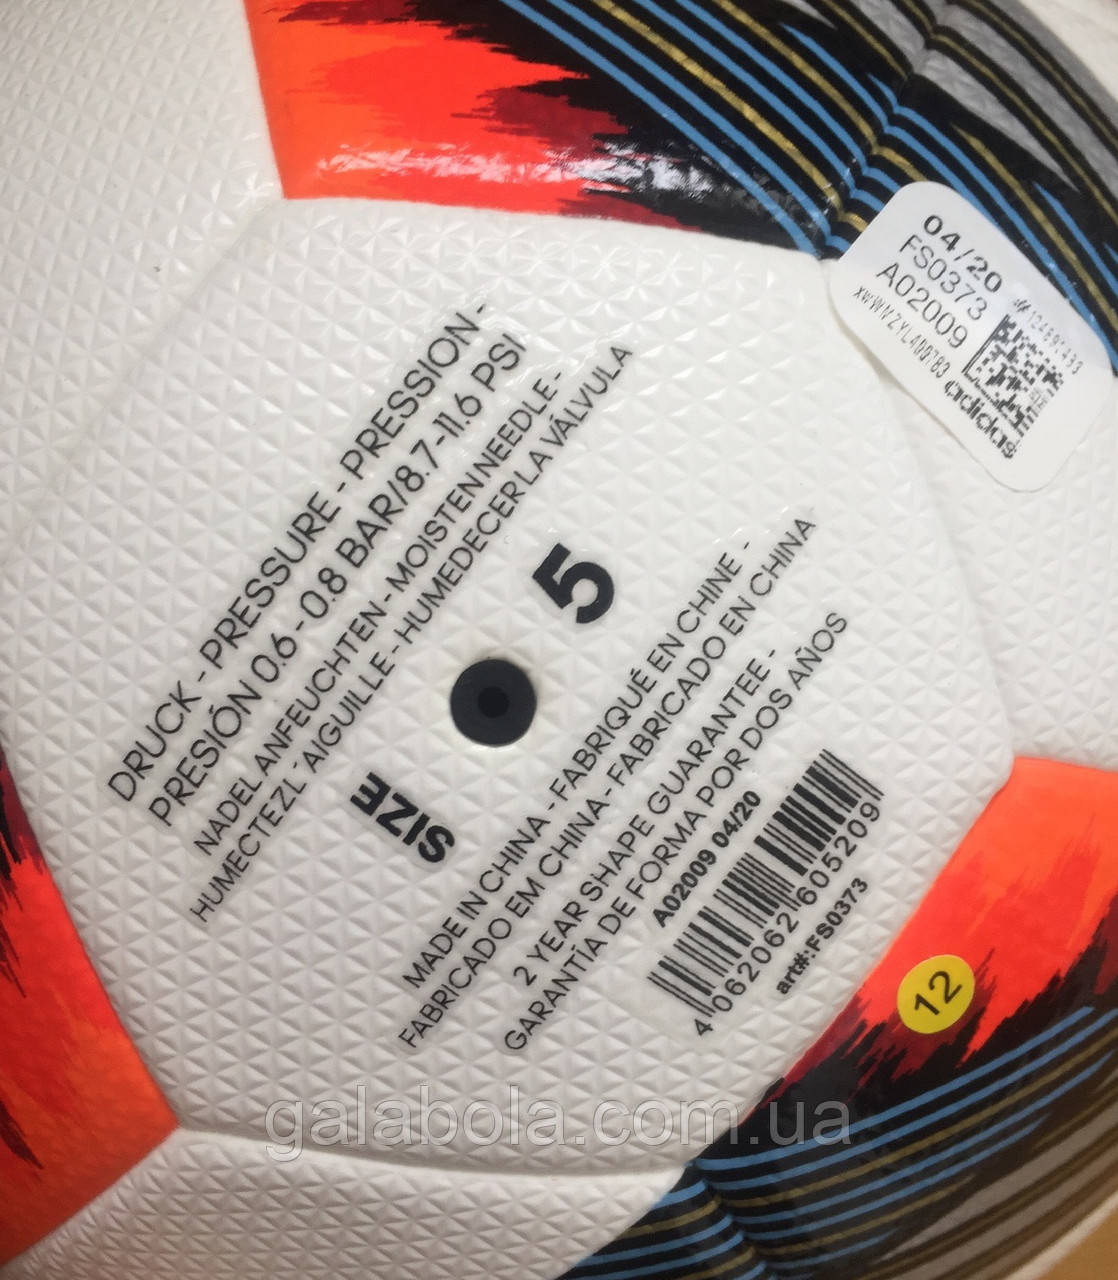 04/20
FS0373
A02009
adidas
DRUCK - PRESSURE - PRESSION -
PRESIÓN 0.6 - 0.8 BAR/8.7 -11.6 PSI
NADEL ANFEUCHTEN - MOISTEN NEEDLE -
HUMECTEZ L´AIGUILLE - HUMEDECER LA VÁLVULA
SIZE 5
MADE IN CHINA - FABRIQUÉ EN CHINE -
FABRICADO EM CHINA - FABRICADO EN CHINA
2 YEAR SHAPE GUARANTEE -
GARANTÍA DE FORMA POR DOS AÑOS
A02009 04/20
4 062062 605209
art#:FS0373
12
galabola.com.ua